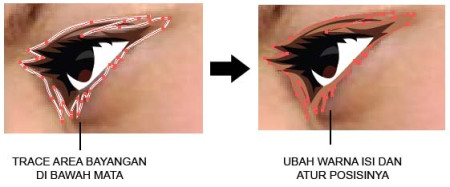 TRACE AREA BAYANGAN
DI BAWAH MATA
UBAH WARNA ISI DAN
ATUR POSISINYA